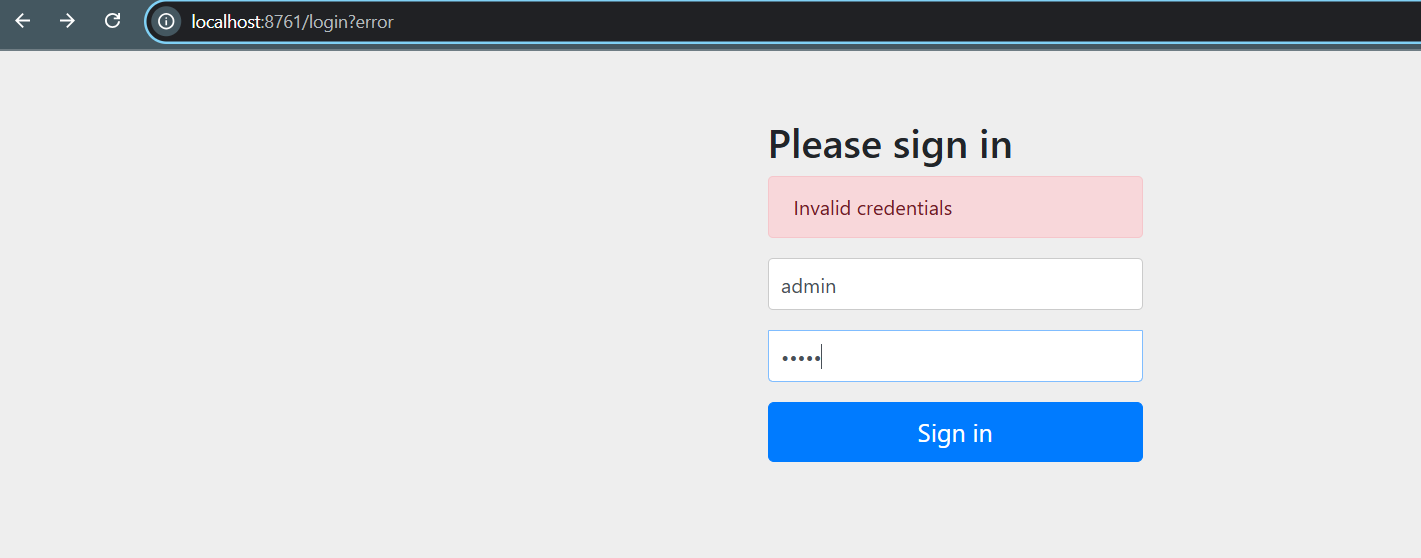 localhost:8761/login?error
Please sign in
Invalid credentials
admin
•••••
Sign in